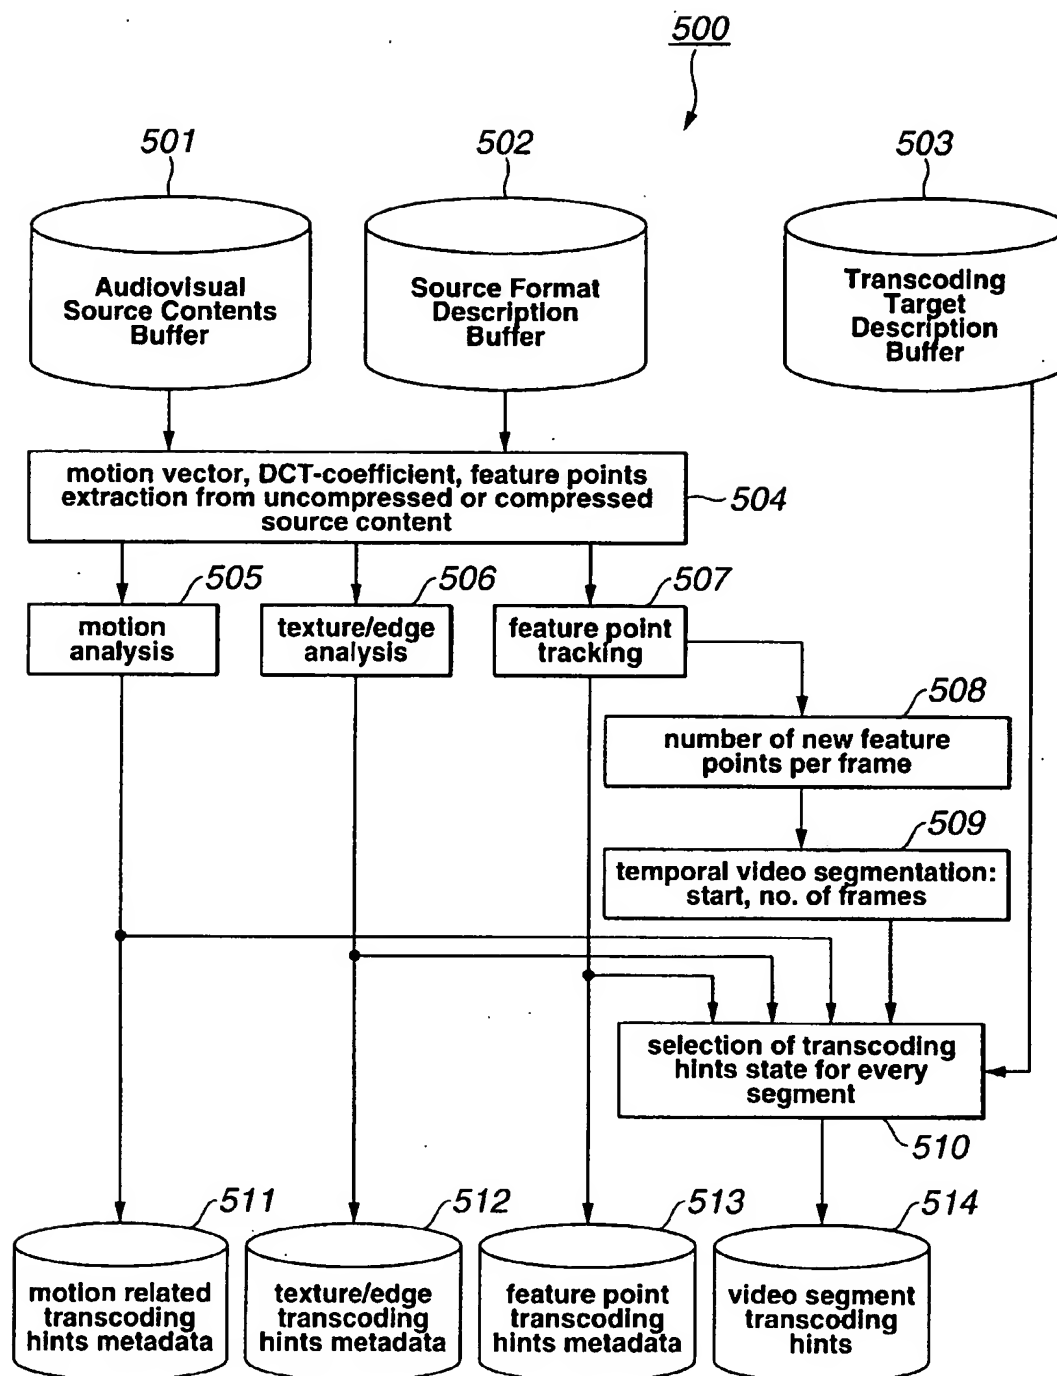 500
501
502
503
Audiovisual
Source Contents
Buffer
Source Format
Description
Buffer
Transcoding
Target
Description
Buffer
motion vector, DCT-coefficient, feature points
extraction from uncompressed or compressed
source content
504
505
506
507
motion
analysis
texture/edge
analysis
feature point
tracking
508
number of new feature
points per frame
509
temporal video segmentation:
start, no. of frames
selection of transcoding
hints state for every
segment
510
511
512
513
514
motion related
transcoding
hints metadata
texture/edge
transcoding
hints metadata
feature point
transcoding
hints metadata
video segment
transcoding
hints